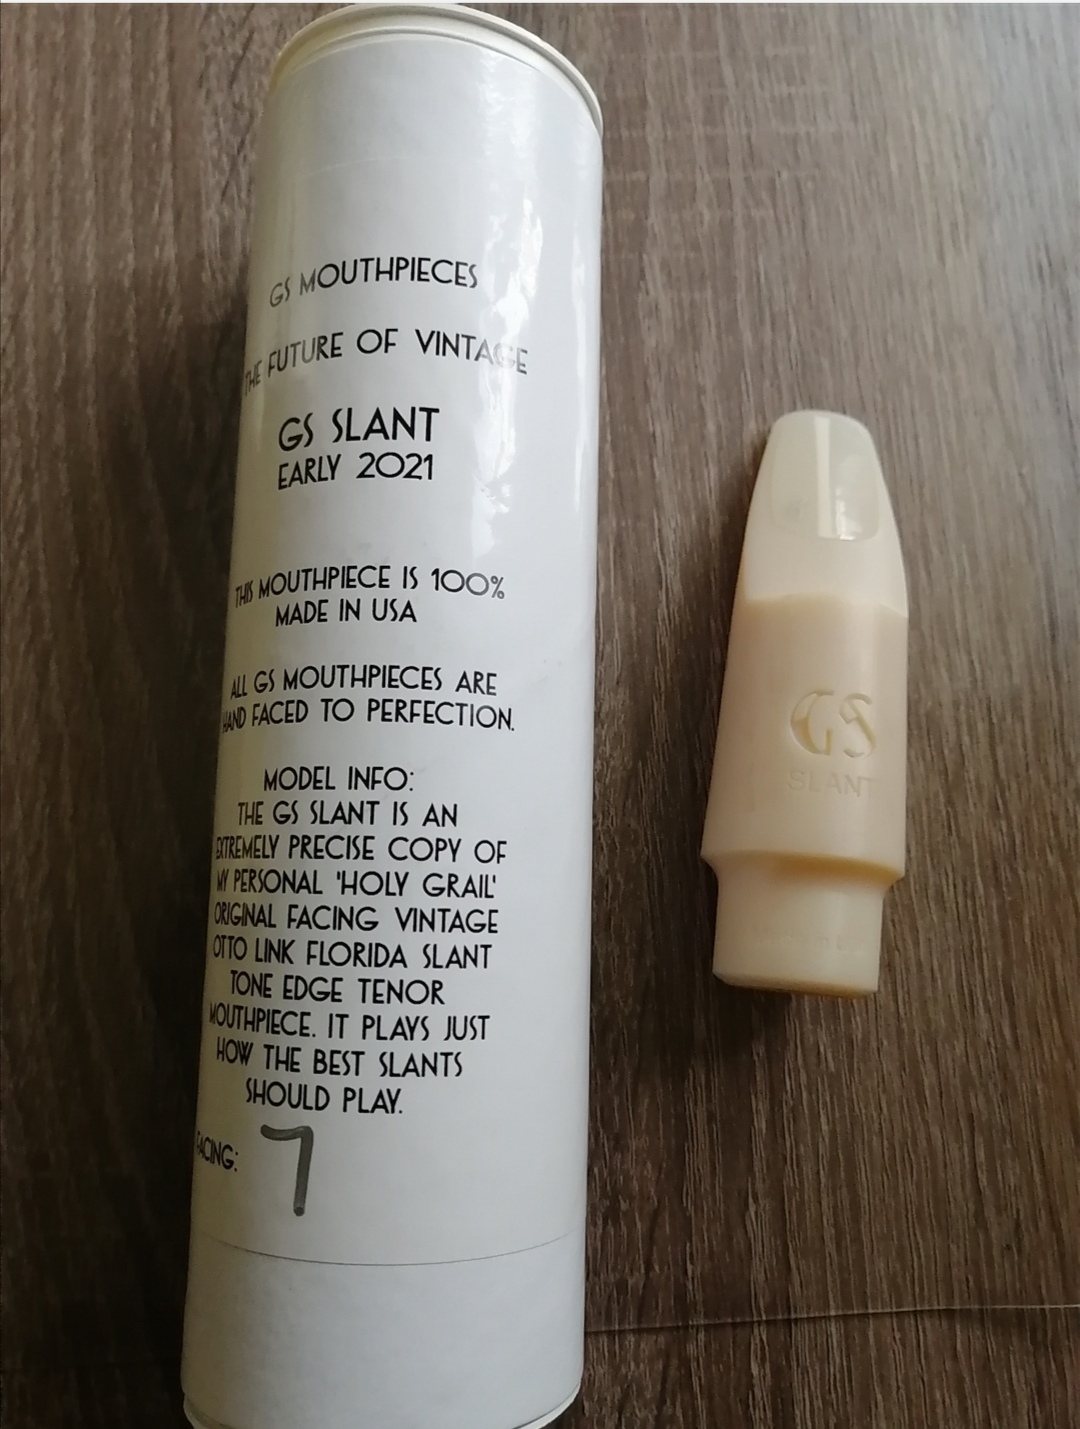 GS MOUTHPIECES
THE FUTURE OF VINTAGE
GS SLANT
EARLY 2021
THIS MOUTHPIECE IS 100%
MADE IN USA
ALL GS MOUTHPIECES ARE
HAND FACED TO PERFECTION.
MODEL INFO:
THE GS SLANT IS AN
EXTREMELY PRECISE COPY OF
MY PERSONAL 'HOLY GRAIL'
ORIGINAL FACING VINTAGE
OTTO LINK FLORIDA SLANT
TONE EDGE TENOR
MOUTHPIECE. IT PLAYS JUST
HOW THE BEST SLANTS
SHOULD PLAY.
FACING: 7
GS
SLANT